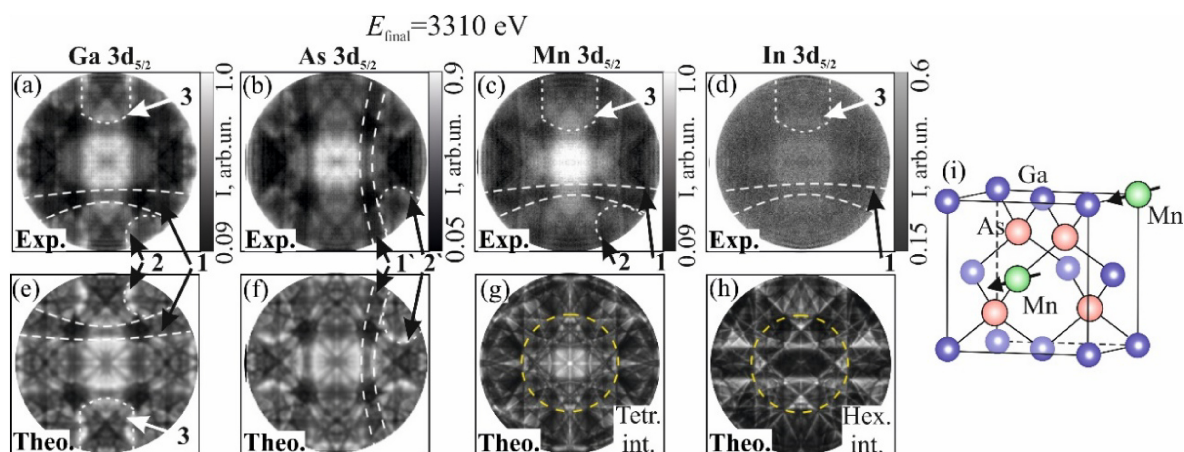 E_final=3310 eV
Ga 3d5/2 As 3d5/2 Mn 3d5/2 In 3d5/2
(a) 3 Exp. 1.0 I, arb.un. 0.09
(b) Exp. 0.9 I, arb.un. 0.05
(c) 3 Exp. 1.0 I, arb.un. 0.09
(d) 3 Exp. 0.6 I, arb.un. 0.15
2 1 1` 2` 2 1 1
(e) 3 Theo.
(f) Theo.
(g) Tetr. int. Theo.
(h) Hex. int. Theo.
(i)
Ga
Mn
As
Mn